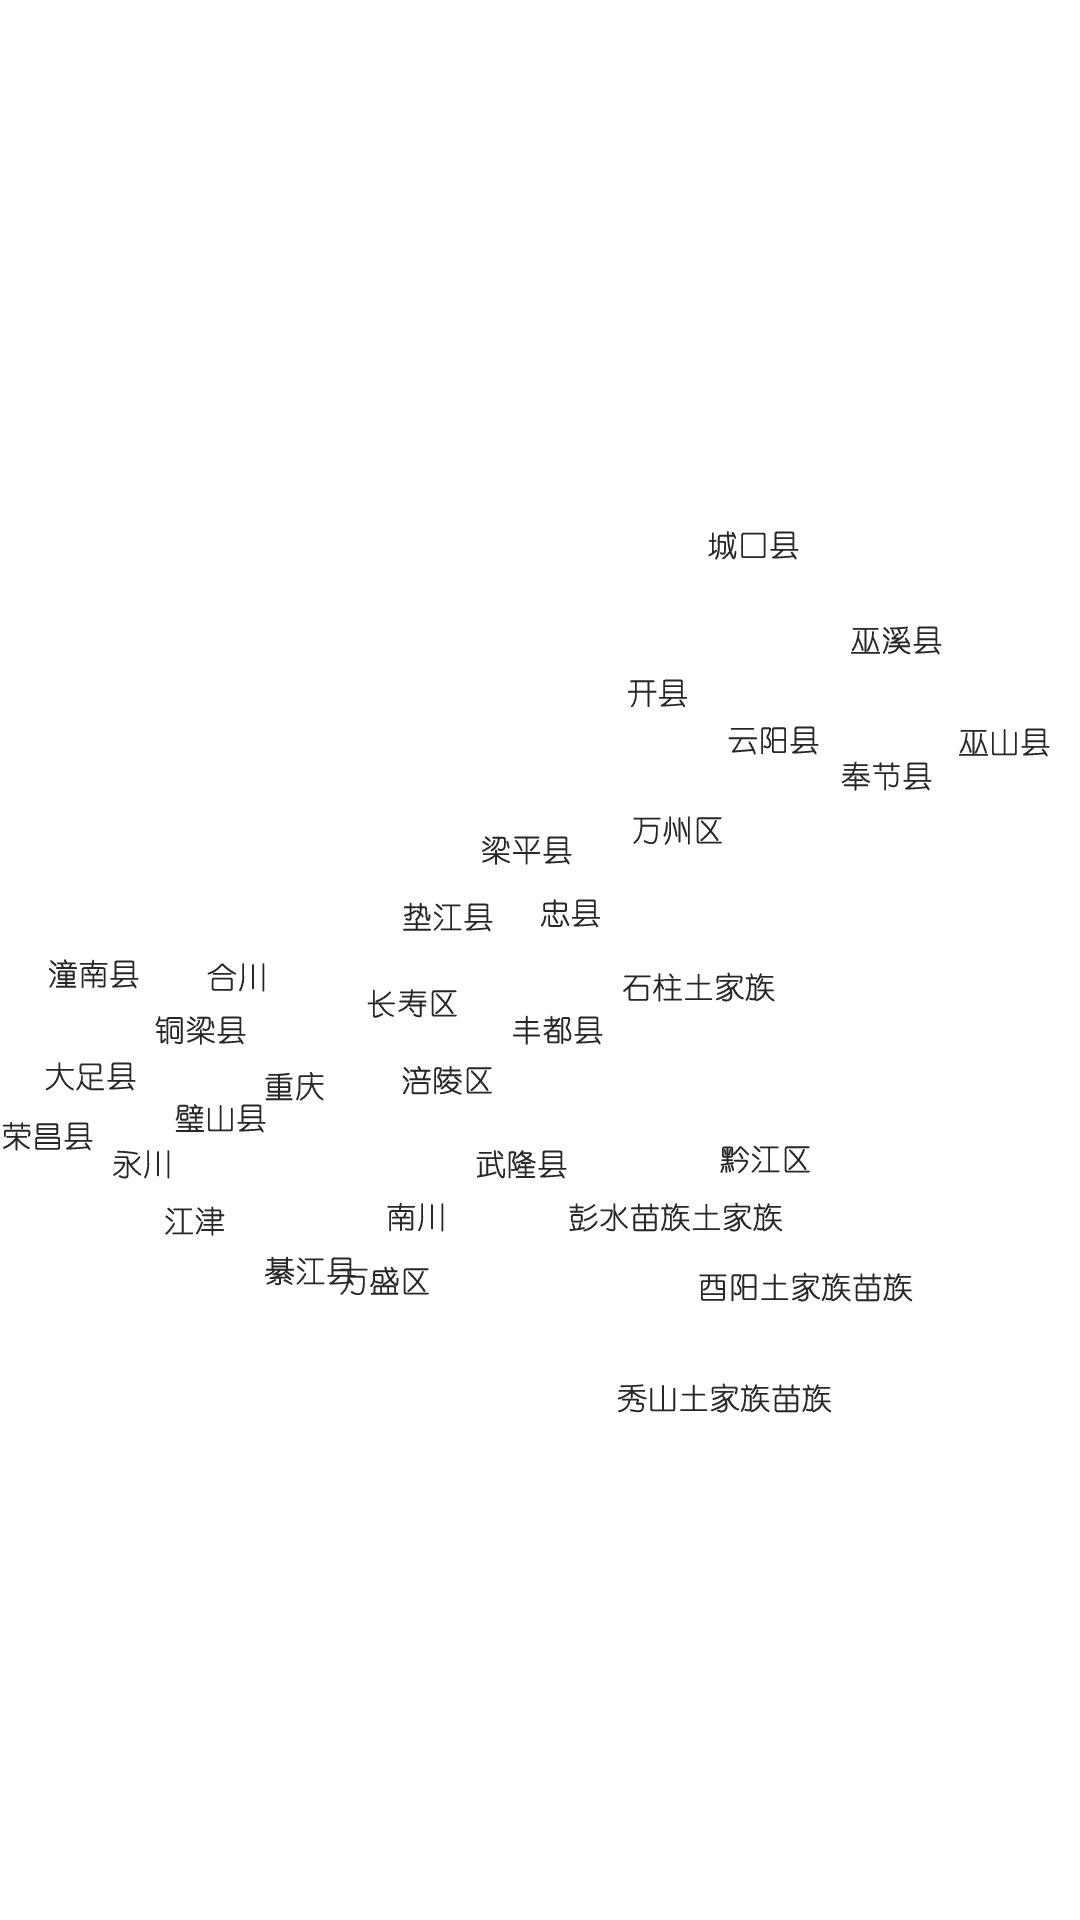 城口县
巫溪县
开县
云阳县
巫山县
奉节县
万州区
梁平县
垫江县
忠县
潼南县
合川
石柱土家族
长寿区
铜梁县
丰都县
大足县
重庆
涪陵区
璧山县
荣昌县
永川
武隆县
黔江区
江津
南川
彭水苗族土家族
綦江县
万盛区
酉阳土家族苗族
秀山土家族苗族